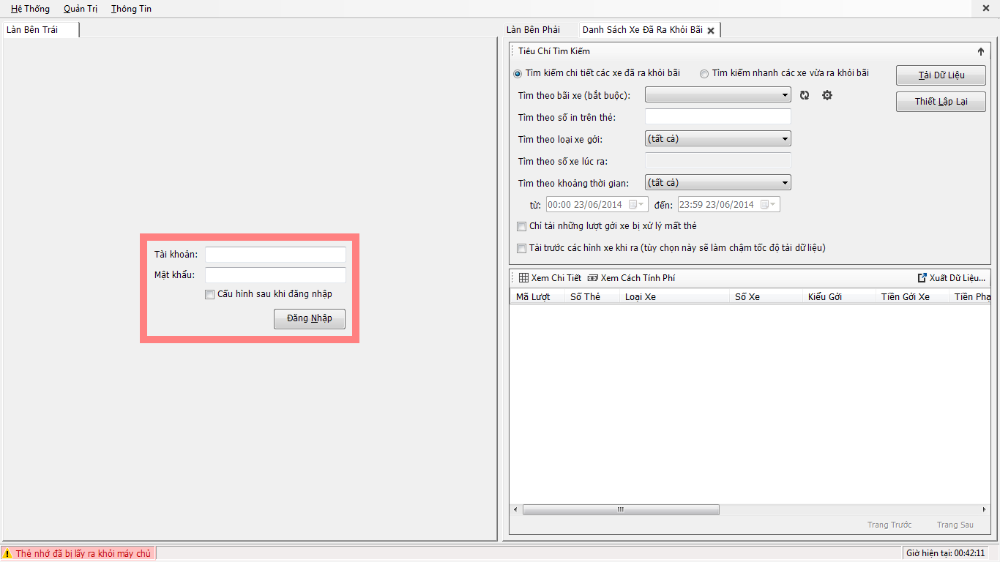 Hệ Thống Quản Trị Thông Tin
Làn Bên Trái
Tài khoản:
Mật khẩu:
Cấu hình sau khi đăng nhập
Đăng Nhập
Làn Bên Phải Danh Sách Xe Đã Ra Khỏi Bãi
Tiêu Chí Tìm Kiếm
Tìm kiếm chi tiết các xe đã ra khỏi bãi Tìm kiếm nhanh các xe vừa ra khỏi bãi
Tải Dữ Liệu
Thiết Lập Lại
Tìm theo bãi xe (bắt buộc):
Tìm theo số in trên thẻ:
Tìm theo loại xe gởi: (tất cả)
Tìm theo số xe lúc ra:
Tìm theo khoảng thời gian: (tất cả)
từ: 00:00 23/06/2014 đến: 23:59 23/06/2014
Chỉ tải những lượt gởi xe bị xử lý mất thẻ
Tải trước các hình xe khi ra (tùy chọn này sẽ làm chậm tốc độ tải dữ liệu)
Xem Chi Tiết Xem Cách Tính Phí Xuất Dữ Liệu...
Mã Lượt Số Thẻ Loại Xe Số Xe Kiểu Gởi Tiền Gởi Xe Tiền Phạ
Trang Trước Trang Sau
Thẻ nhớ đã bị lấy ra khỏi máy chủ
Giờ hiện tại: 00:42:11